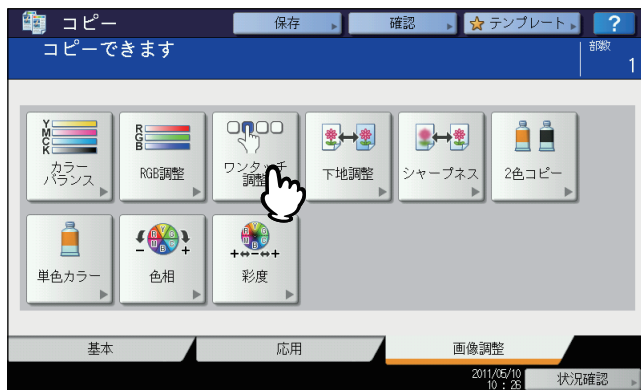 コピー
保存
確認
テンプレート
?
コピーできます
部数
1
Y
M
C
K
カラー
バランス
R
G
B
RGB調整
ワンタッチ
調整
下地調整
シャープネス
2色コピー
単色カラー
色相
彩度
基本
応用
画像調整
2011/05/10
10 : 26
状況確認